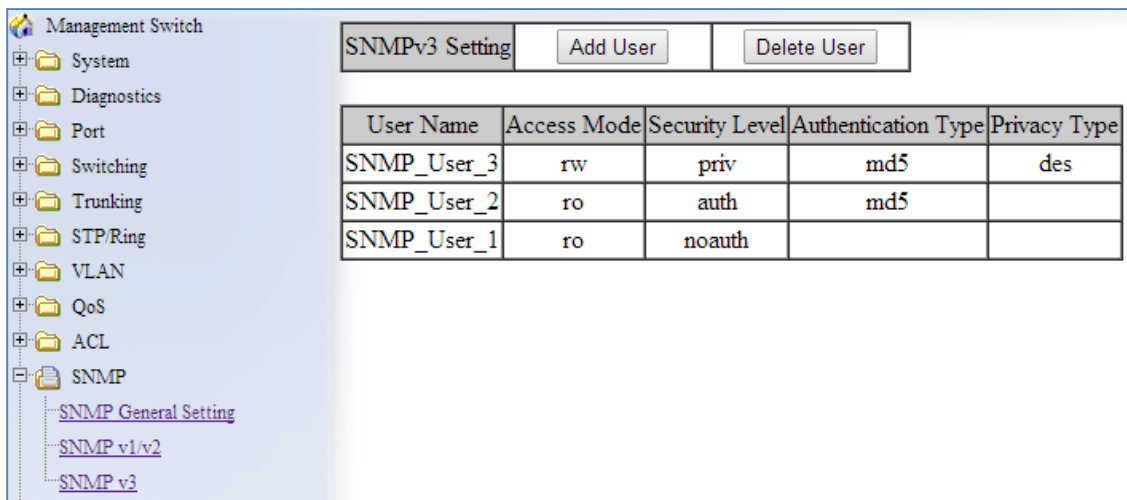 Management Switch
System
Diagnostics
Port
Switching
Trunking
STP/Ring
VLAN
QoS
ACL
SNMP
SNMP General Setting
SNMP v1/v2
SNMP v3
SNMPv3 Setting Add User Delete User
User Name Access Mode Security Level Authentication Type Privacy Type
SNMP_User_3 rw priv md5 des
SNMP_User_2 ro auth md5
SNMP_User_1 ro noauth